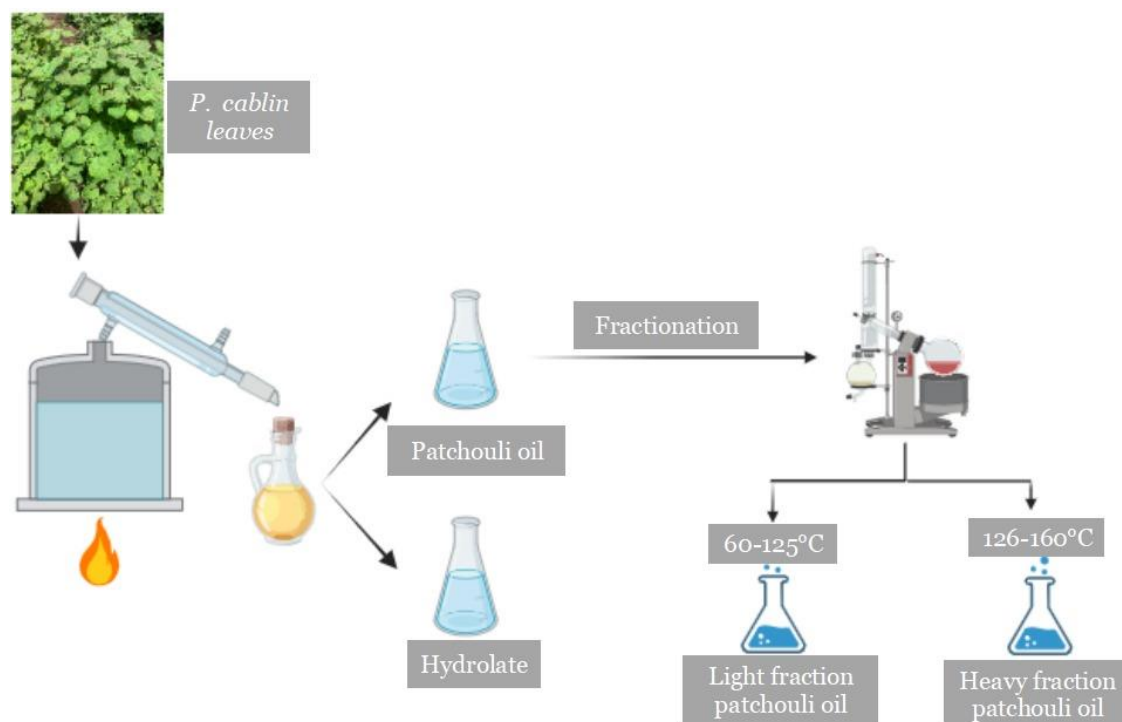 P. cablin
leaves
Fractionation
Patchouli oil
Hydrolate
60-125°C
126-160°C
Light fraction
patchouli oil
Heavy fraction
patchouli oil